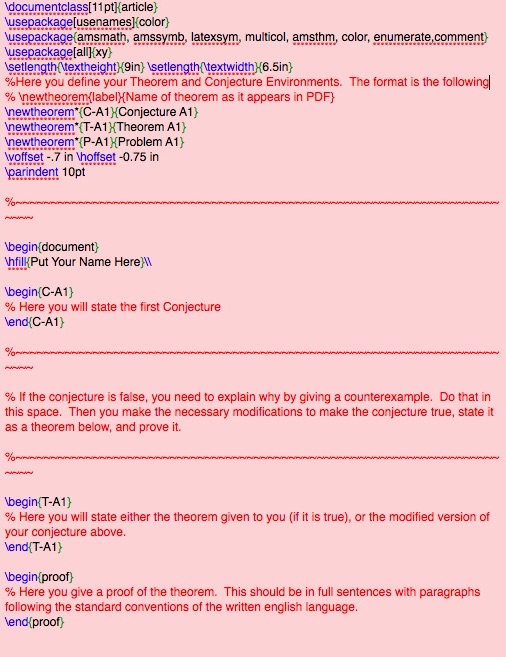 \documentclass[11pt]{article}
\usepackage[usenames]{color}
\usepackage{amsmath, amssymb, latexsym, multicol, amsthm, color, enumerate,comment}
\usepackage[all]{xy}
\setlength{\textheight}{9in} \setlength{\textwidth}{6.5in}
%Here you define your Theorem and Conjecture Environments.  The format is the following
% \newtheorem{label}{Name of theorem as it appears in PDF}
\newtheorem*{C-A1}{Conjecture A1}
\newtheorem*{T-A1}{Theorem A1}
\newtheorem*{P-A1}{Problem A1}
\voffset -.7 in \hoffset -0.75 in
\parindent 10pt
%~~~~~~~~~~~~~~~~~~~~~~~~~~~~~~~~~~~~~~~~~~~~~~~~~~~~~~~~~~~~~~~~~~~~~~~~~~
~~~~
\begin{document}
\hfill{Put Your Name Here}\\
\begin{C-A1}
% Here you will state the first Conjecture
\end{C-A1}
%~~~~~~~~~~~~~~~~~~~~~~~~~~~~~~~~~~~~~~~~~~~~~~~~~~~~~~~~~~~~~~~~~~~~~~~~~~
~~~~
% If the conjecture is false, you need to explain why by giving a counterexample.  Do that in
this space.  Then you make the necessary modifications to make the conjecture true, state it
as a theorem below, and prove it.
%~~~~~~~~~~~~~~~~~~~~~~~~~~~~~~~~~~~~~~~~~~~~~~~~~~~~~~~~~~~~~~~~~~~~~~~~~~
~~~~
\begin{T-A1}
% Here you will state either the theorem given to you (if it is true), or the modified version of
your conjecture above.
\end{T-A1}
\begin{proof}
% Here you give a proof of the theorem.  This should be in full sentences with paragraphs
following the standard conventions of the written english language.
\end{proof}